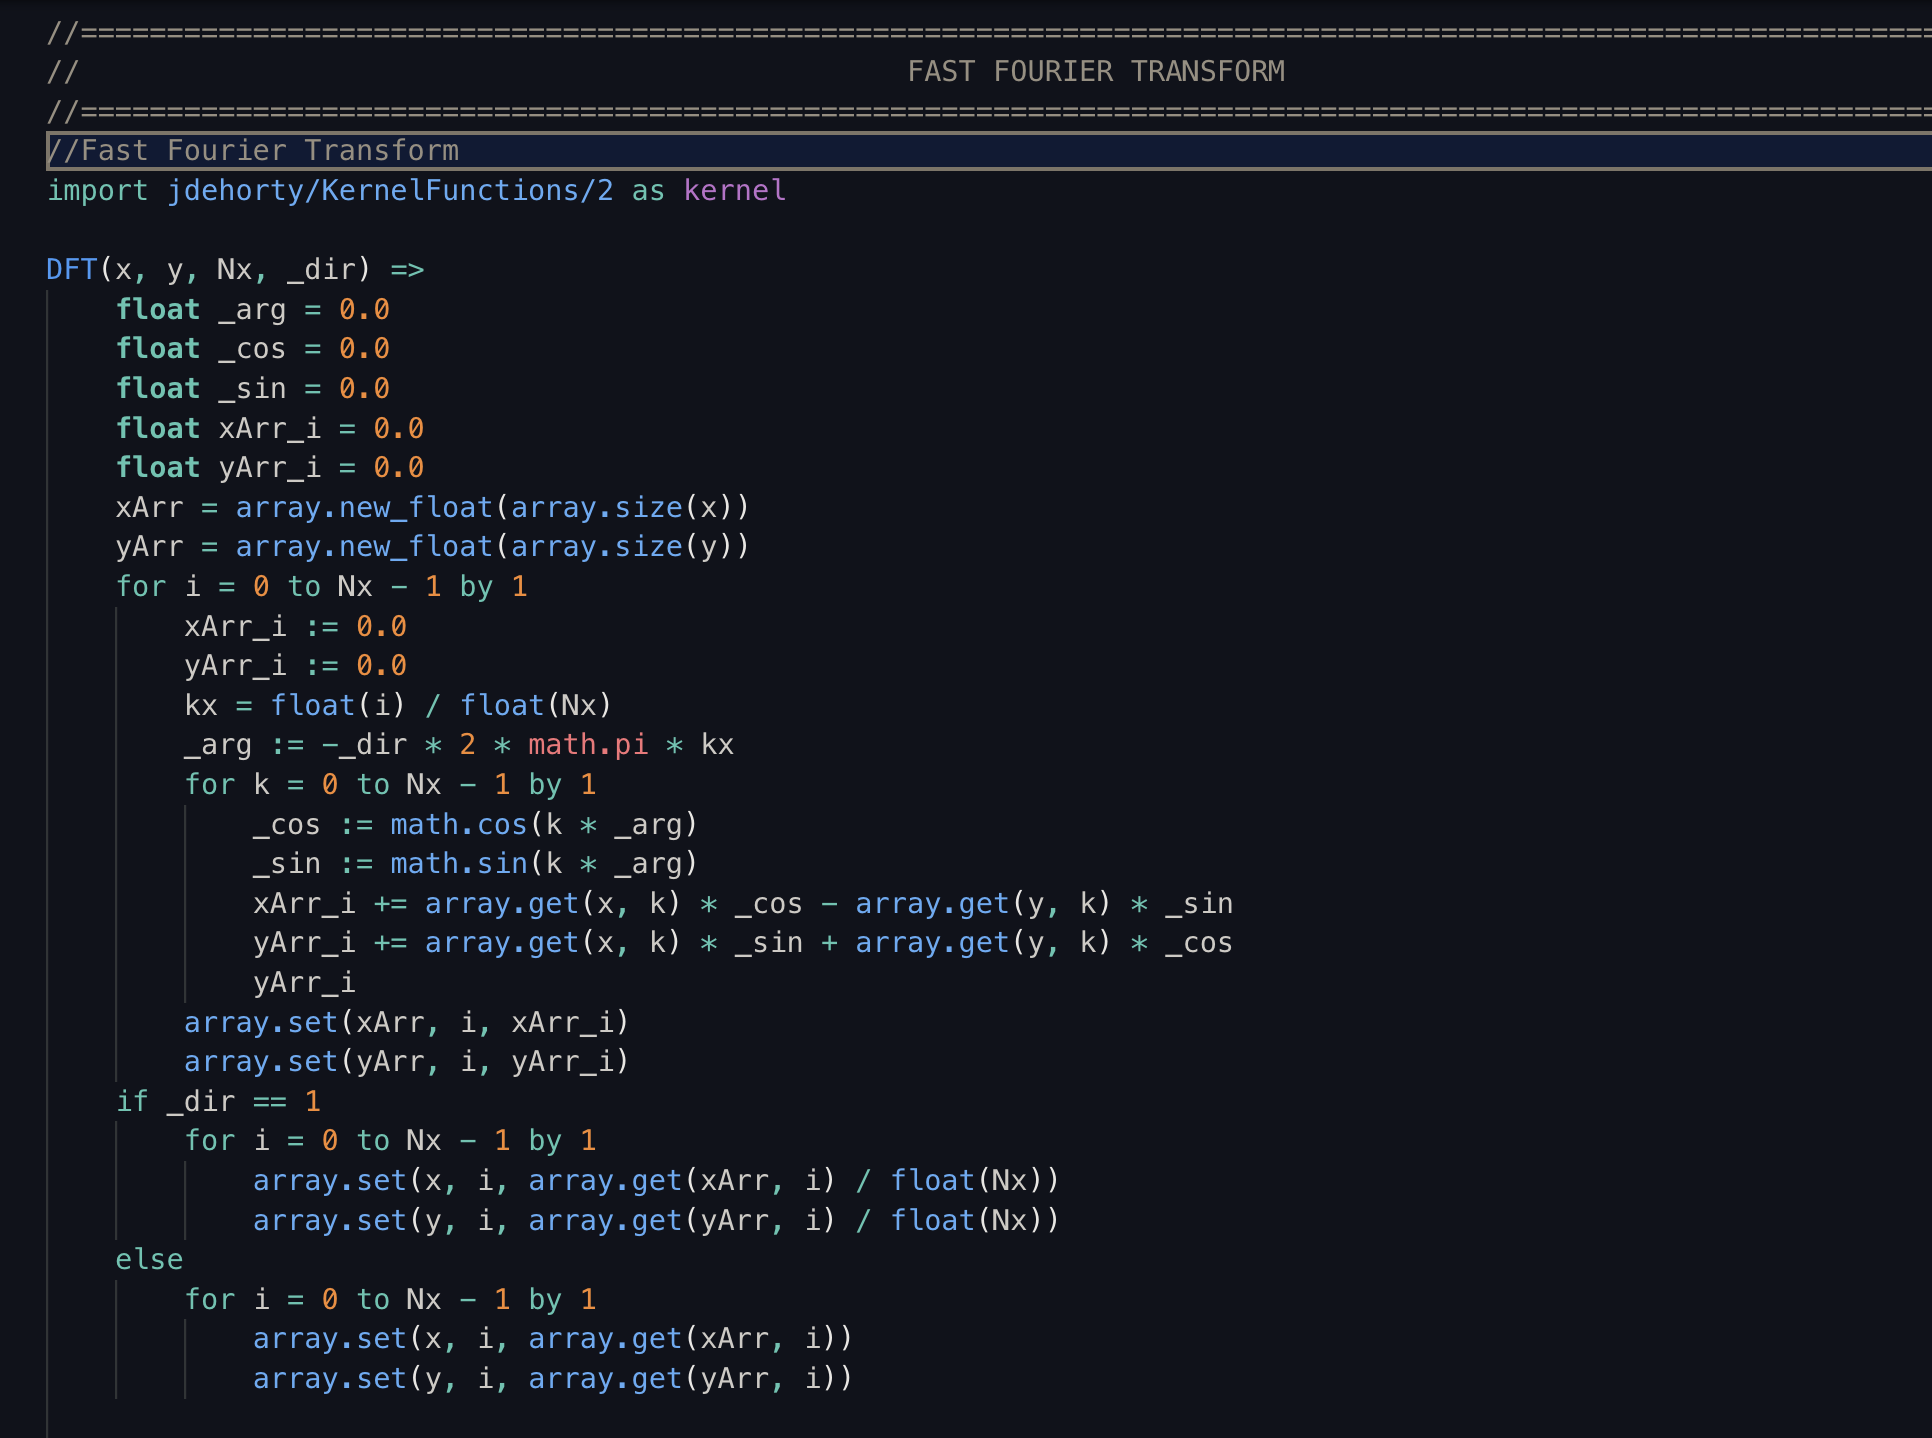 //============================================================================================================
// FAST FOURIER TRANSFORM
//============================================================================================================
//Fast Fourier Transform
import jdehorty/KernelFunctions/2 as kernel
DFT(x, y, Nx, _dir) =>
    float _arg = 0.0
    float _cos = 0.0
    float _sin = 0.0
    float xArr_i = 0.0
    float yArr_i = 0.0
    xArr = array.new_float(array.size(x))
    yArr = array.new_float(array.size(y))
    for i = 0 to Nx - 1 by 1
        xArr_i := 0.0
        yArr_i := 0.0
        kx = float(i) / float(Nx)
        _arg := -_dir * 2 * math.pi * kx
        for k = 0 to Nx - 1 by 1
            _cos := math.cos(k * _arg)
            _sin := math.sin(k * _arg)
            xArr_i += array.get(x, k) * _cos - array.get(y, k) * _sin
            yArr_i += array.get(x, k) * _sin + array.get(y, k) * _cos
            yArr_i
        array.set(xArr, i, xArr_i)
        array.set(yArr, i, yArr_i)
    if _dir == 1
        for i = 0 to Nx - 1 by 1
            array.set(x, i, array.get(xArr, i) / float(Nx))
            array.set(y, i, array.get(yArr, i) / float(Nx))
    else
        for i = 0 to Nx - 1 by 1
            array.set(x, i, array.get(xArr, i))
            array.set(y, i, array.get(yArr, i))